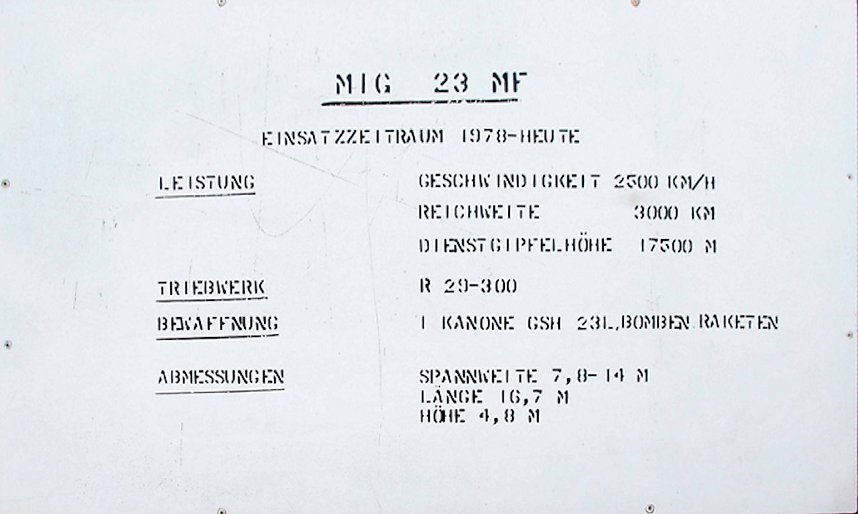 MIG 23 MF
EINSATZZEITRAUM 1978-HEUTE
LEISTUNG GESCHWINDIGKEIT 2500 KM/H
REICHWEITE 3000 KM
DIENSTGIPFELHÖHE 17500 M
TRIEBWERK R 29-300
BEWAFFNUNG 1 KANONE GSH 23L,BOMBEN RAKETEN
ABMESSUNGEN SPANNWEITE 7,8-14 M
LÄNGE 16,7 M
HÖHE 4,8 M